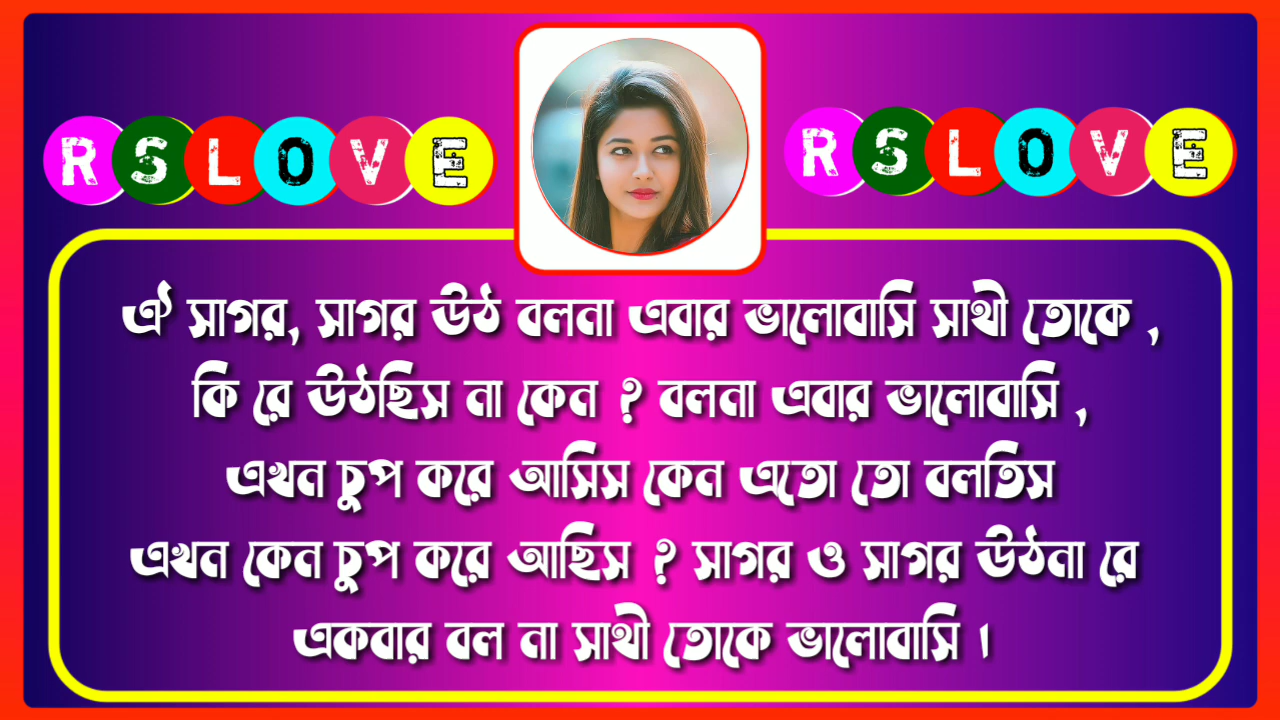 RSLOVE
RSLOVE
ঐ সাগর, সাগর উঠ বলনা এবার ভালোবাসি সাথী তোকে ,
কি রে উঠছিস না কেন ? বলনা এবার ভালোবাসি ,
এখন চুপ করে আসিস কেন এতো তো বলতিস
এখন কেন চুপ করে আছিস ? সাগর ও সাগর উঠনা রে
একবার বল না সাথী তোকে ভালোবাসি ।